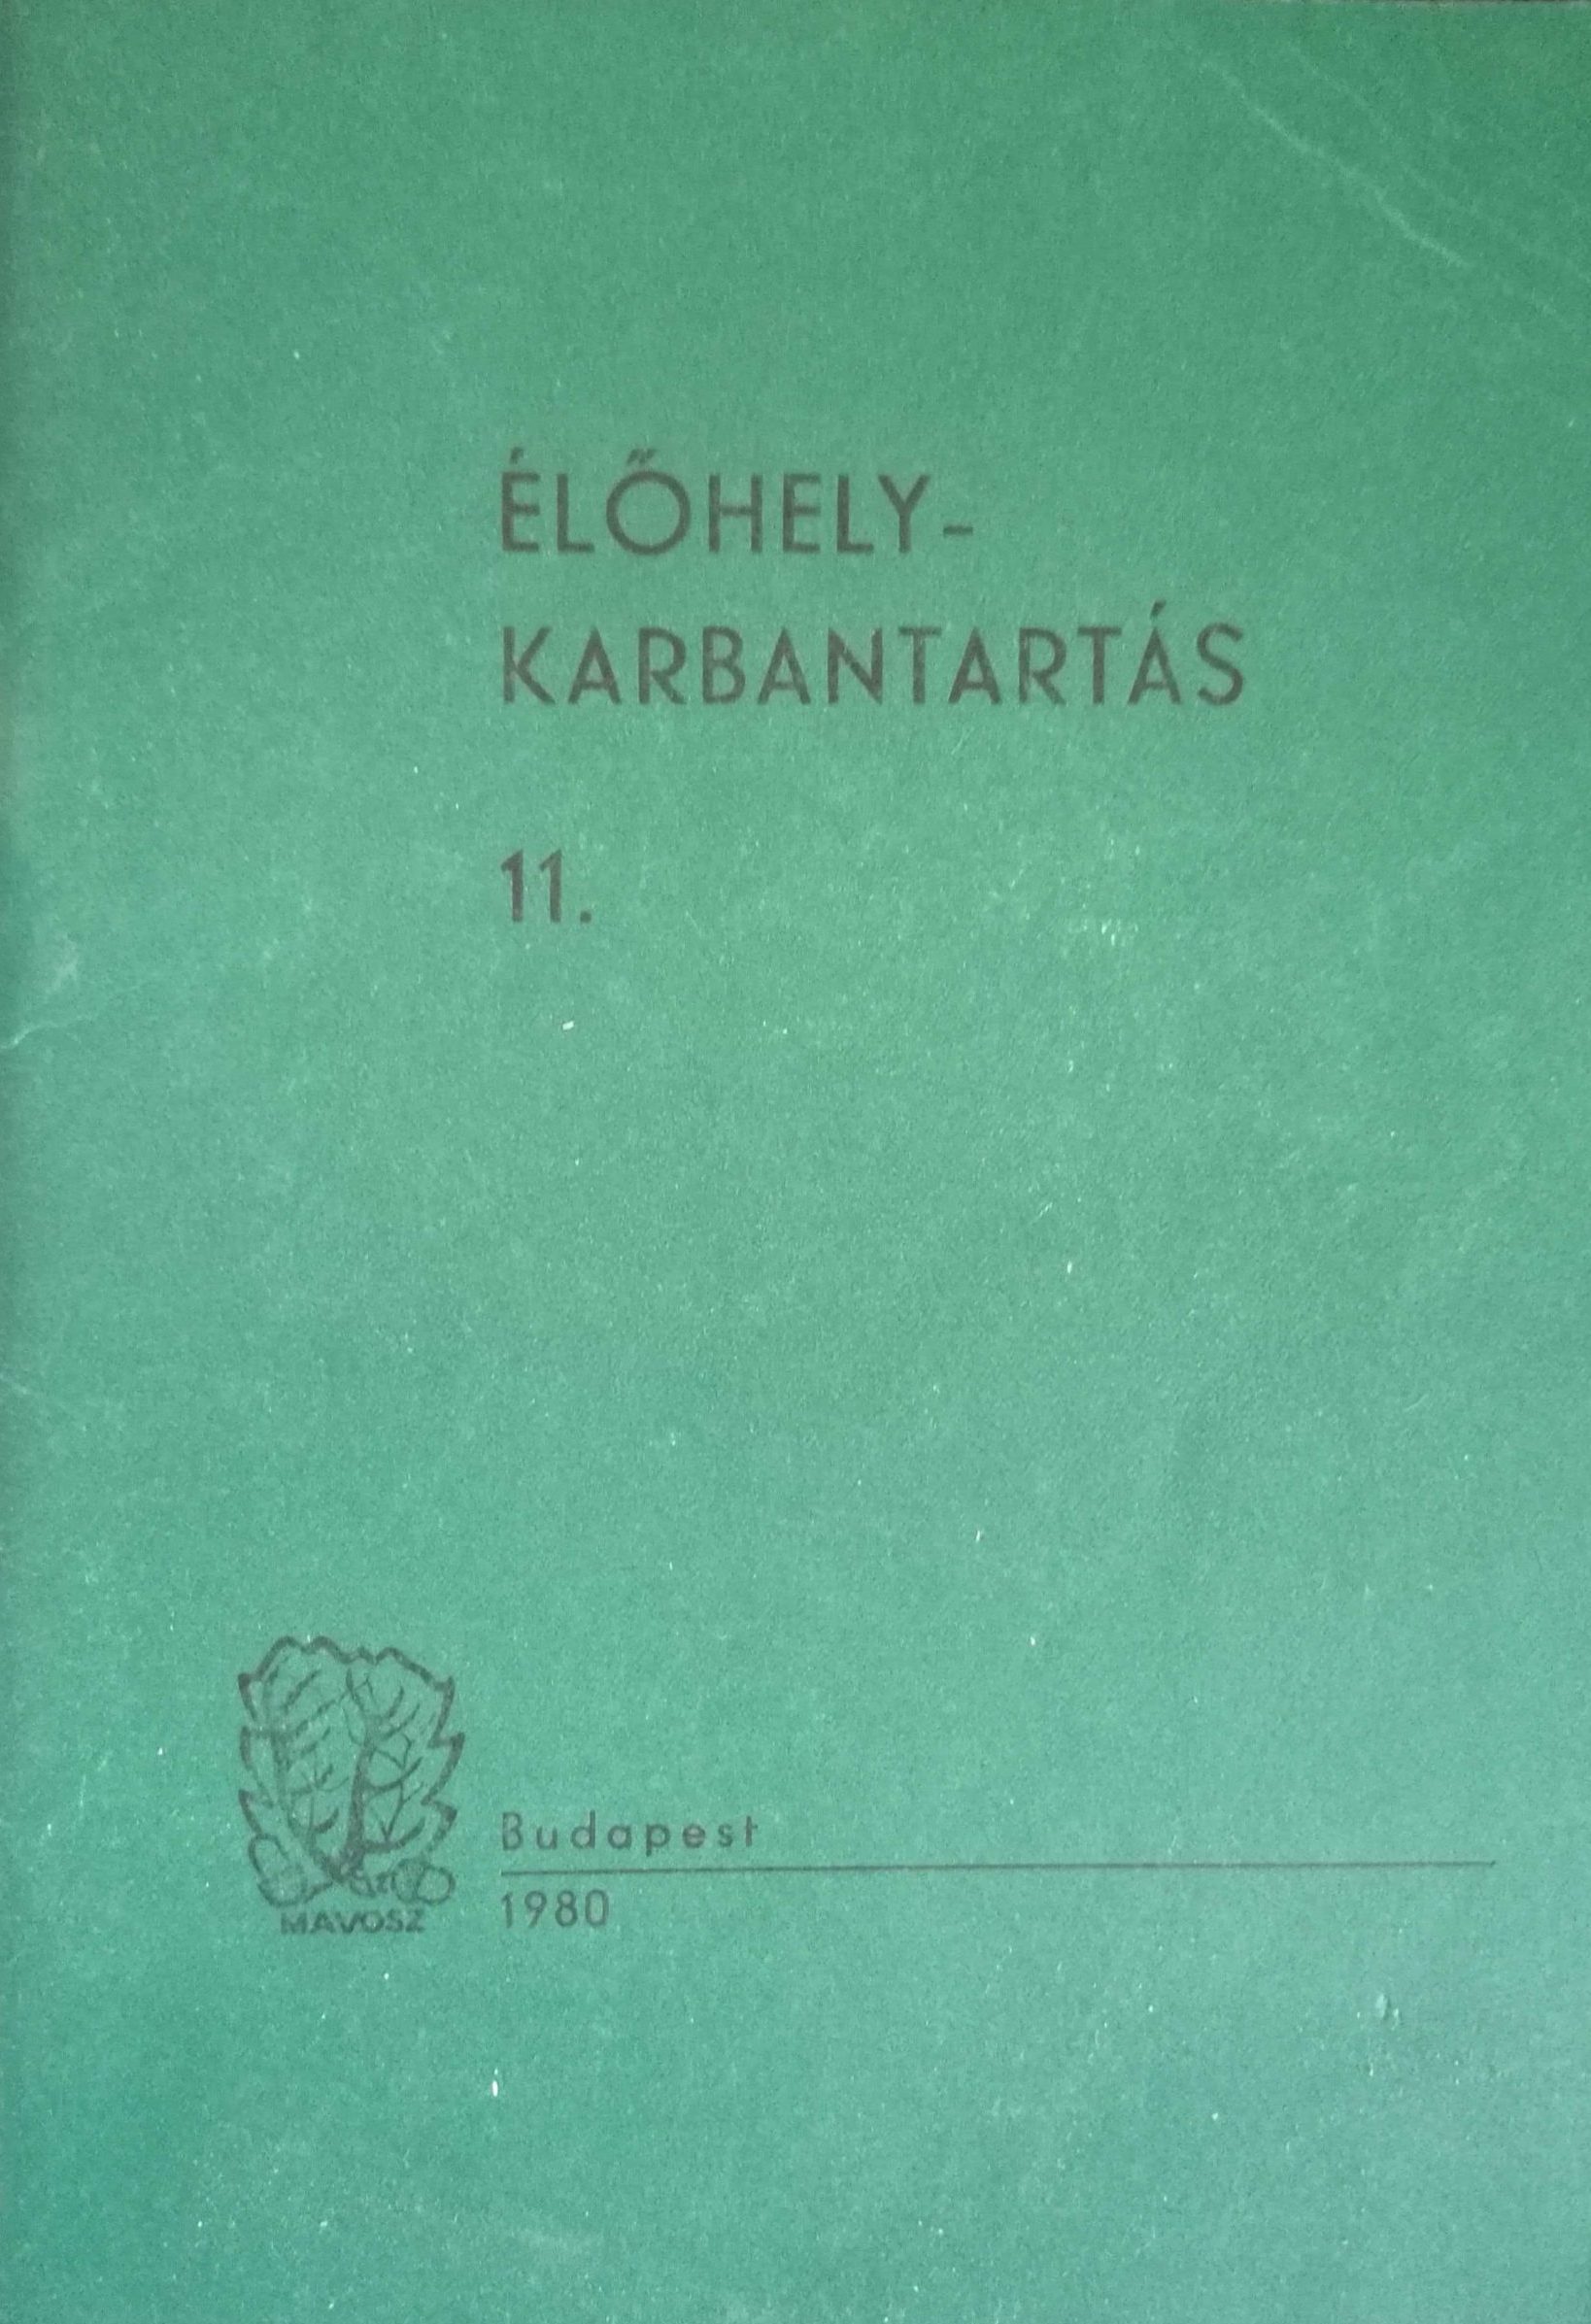 ÉLŐHELY-
KARBANTARTÁS
11.
MAVOSZ
Budapest
1980